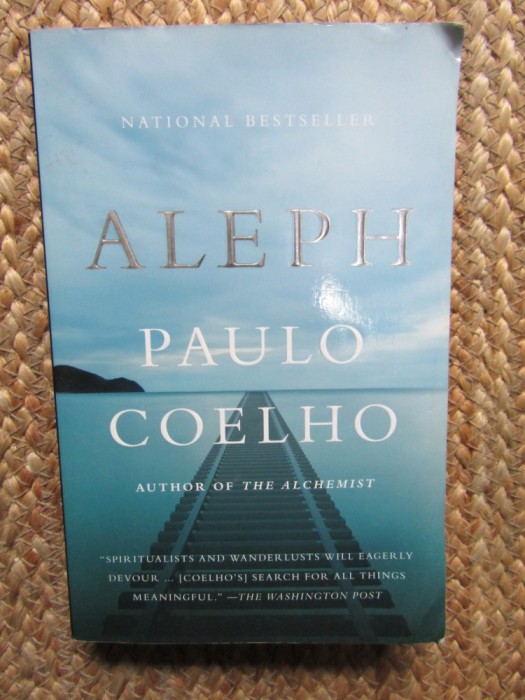 NATIONAL BESTSELLER
ALEPH
PAULO
COELHO
AUTHOR OF THE ALCHEMIST
“SPIRITUALISTS AND WANDERLUSTS WILL EAGERLY
DEVOUR ... [COELHO'S] SEARCH FOR ALL THINGS
MEANINGFUL.” —THE WASHINGTON POST